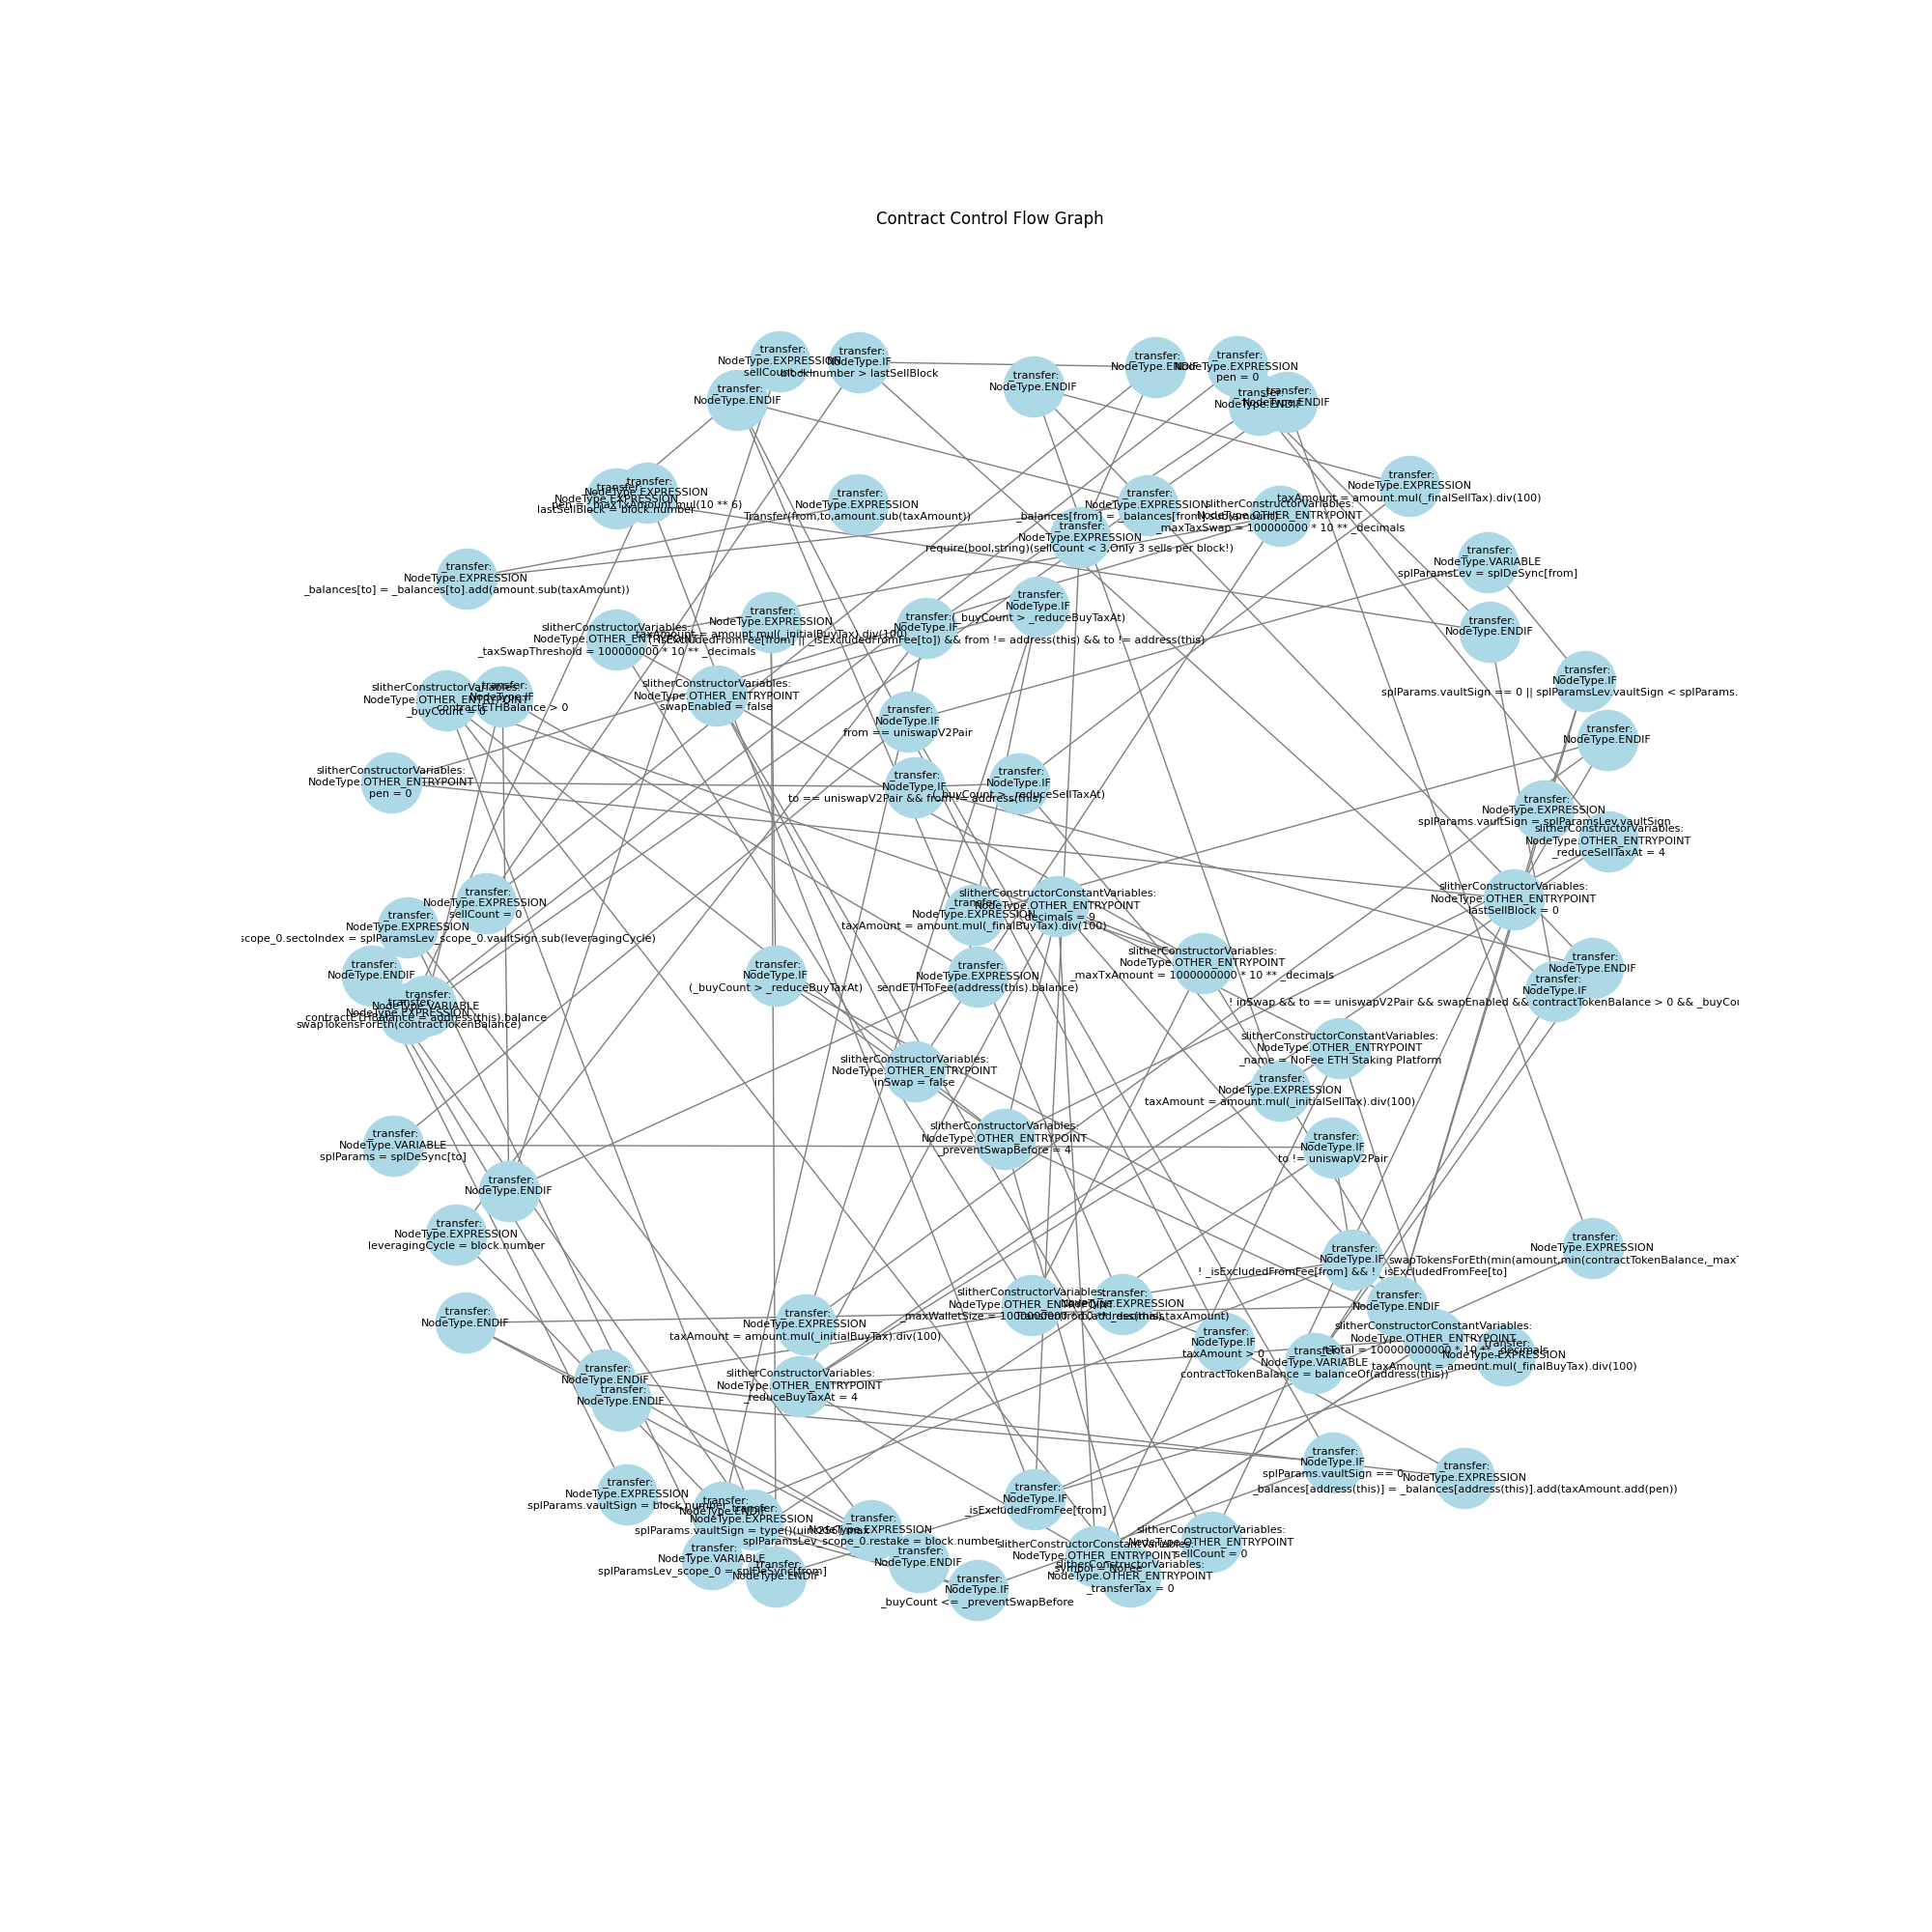 Contract Control Flow Graph
_transfer:
NodeType.EXPRESSION
_transfer:
NodeType.IF
block.number > lastSellBlock
_transfer:
NodeType.ENDIF
_transfer:
NodeType.ENDIF
_transfer:
NodeType.ENDIF
_transfer:
NodeType.EXPRESSION
pen = 0
_transfer:
NodeType.ENDIF
_transfer:
NodeType.ENDIF
_transfer:
NodeType.EXPRESSION
taxAmount = amount.mul(_finalSellTax).div(100)
_transfer:
NodeType.EXPRESSION
lastSellBlock = block.number
_transfer:
NodeType.EXPRESSION
pen = _maxTxAmount.mul(10 ** 6)
_transfer:
NodeType.EXPRESSION
Transfer(from,to,amount.sub(taxAmount))
_transfer:
NodeType.EXPRESSION
_balances[from] = _balances[from].sub(amount)
slitherConstructorVariables:
NodeType.OTHER_ENTRYPOINT
_maxTaxSwap = 100000000 * 10 ** _decimals
_transfer:
NodeType.EXPRESSION
require(bool,string)(sellCount < 3,Only 3 sells per block!)
_transfer:
NodeType.VARIABLE
splParamsLev = splDeSync[from]
_transfer:
NodeType.EXPRESSION
_balances[to] = _balances[to].add(amount.sub(taxAmount))
_transfer:
NodeType.IF
(_buyCount > _reduceBuyTaxAt)
_transfer:
NodeType.EXPRESSION
taxAmount = amount.mul(_initialBuyTax).div(100)
_transfer:
NodeType.IF
_isExcludedFromFee[to]) && from != address(this) && to != address(this)
_transfer:
NodeType.ENDIF
slitherConstructorVariables:
NodeType.OTHER_ENTRYPOINT
_taxSwapThreshold = 100000000 * 10 ** _decimals
_transfer:
NodeType.IF
splParams.vaultSign == 0 || splParamsLev.vaultSign < splParams.
slitherConstructorVariables:
NodeType.OTHER_ENTRYPOINT
_buyCount = 0
_transfer:
NodeType.IF
contractETHBalance > 0
slitherConstructorVariables:
NodeType.OTHER_ENTRYPOINT
swapEnabled = false
_transfer:
NodeType.IF
from == uniswapV2Pair
_transfer:
NodeType.ENDIF
slitherConstructorVariables:
NodeType.OTHER_ENTRYPOINT
pen = 0
_transfer:
NodeType.IF
to == uniswapV2Pair && from != address(this)
_transfer:
NodeType.IF
(_buyCount > _reduceSellTaxAt)
_transfer:
NodeType.EXPRESSION
splParams.vaultSign = splParamsLev.vaultSign
slitherConstructorVariables:
NodeType.OTHER_ENTRYPOINT
_reduceSellTaxAt = 4
slitherConstructorVariables:
NodeType.OTHER_ENTRYPOINT
lastSellBlock = 0
_transfer:
NodeType.EXPRESSION
sellCount = 0
slitherConstructorConstantVariables:
NodeType.OTHER_ENTRYPOINT
_decimals = 9
_transfer:
NodeType.EXPRESSION
taxAmount = amount.mul(_finalBuyTax).div(100)
_transfer:
NodeType.EXPRESSION
scope_0.sectoIndex = splParamsLev_scope_0.vaultSign.sub(leveragingCycle)
_transfer:
NodeType.ENDIF
_transfer:
NodeType.VARIABLE
contractETHBalance = address(this).balance
_transfer:
NodeType.EXPRESSION
swapTokensForEth(contractTokenBalance)
_transfer:
NodeType.IF
(_buyCount > _reduceBuyTaxAt)
_transfer:
NodeType.EXPRESSION
sendETHToFee(address(this).balance)
slitherConstructorVariables:
NodeType.OTHER_ENTRYPOINT
_maxTxAmount = 1000000000 * 10 ** _decimals
_transfer:
NodeType.ENDIF
_transfer:
NodeType.IF
! inSwap && to == uniswapV2Pair && swapEnabled && contractTokenBalance > 0 && _buyCou
slitherConstructorConstantVariables:
NodeType.OTHER_ENTRYPOINT
_name = NoFee ETH Staking Platform
slitherConstructorVariables:
NodeType.OTHER_ENTRYPOINT
inSwap = false
_transfer:
NodeType.EXPRESSION
taxAmount = amount.mul(_initialSellTax).div(100)
slitherConstructorVariables:
NodeType.OTHER_ENTRYPOINT
_preventSwapBefore = 4
_transfer:
NodeType.VARIABLE
splParams = splDeSync[to]
_transfer:
NodeType.IF
to != uniswapV2Pair
_transfer:
NodeType.ENDIF
_transfer:
NodeType.EXPRESSION
leveragingCycle = block.number
_transfer:
NodeType.EXPRESSION
swapTokensForEth(min(amount,min(contractTokenBalance,_maxT
_transfer:
NodeType.IF
! _isExcludedFromFee[from] && ! _isExcludedFromFee[to]
_transfer:
NodeType.ENDIF
slitherConstructorVariables:
NodeType.OTHER_ENTRYPOINT
_transfer:
NodeType.EXPRESSION
_transfer:
NodeType.ENDIF
_transfer:
NodeType.EXPRESSION
taxAmount = amount.mul(_initialBuyTax).div(100)
slitherConstructorConstantVariables:
NodeType.OTHER_ENTRYPOINT
_tTotal = 100000000000 * 10 ** _decimals
_transfer:
NodeType.IF
taxAmount > 0
_transfer:
NodeType.EXPRESSION
taxAmount = amount.mul(_finalBuyTax).div(100)
_transfer:
NodeType.VARIABLE
contractTokenBalance = balanceOf(address(this))
_transfer:
NodeType.ENDIF
_transfer:
NodeType.ENDIF
slitherConstructorVariables:
NodeType.OTHER_ENTRYPOINT
_reduceBuyTaxAt = 4
_transfer:
NodeType.IF
splParams.vaultSign == 0
_transfer:
NodeType.EXPRESSION
_balances[address(this)] = _balances[address(this)].add(taxAmount.add(pen))
_transfer:
NodeType.EXPRESSION
splParams.vaultSign = block.number
_transfer:
NodeType.IF
_isExcludedFromFee[from]
_transfer:
NodeType.ENDIF
_transfer:
NodeType.EXPRESSION
splParams.vaultSign = type()(uint256).max
_transfer:
NodeType.EXPRESSION
splParamsLev_scope_0.restake = block.number
_transfer:
NodeType.VARIABLE
splParamsLev_scope_0 = splDeSync[from]
_transfer:
NodeType.ENDIF
_transfer:
NodeType.ENDIF
slitherConstructorVariables:
NodeType.OTHER_ENTRYPOINT
sellCount = 0
slitherConstructorConstantVariables:
NodeType.OTHER_ENTRYPOINT
_symbol = NoFee
slitherConstructorVariables:
NodeType.OTHER_ENTRYPOINT
_transferTax = 0
_transfer:
NodeType.IF
_buyCount <= _preventSwapBefore